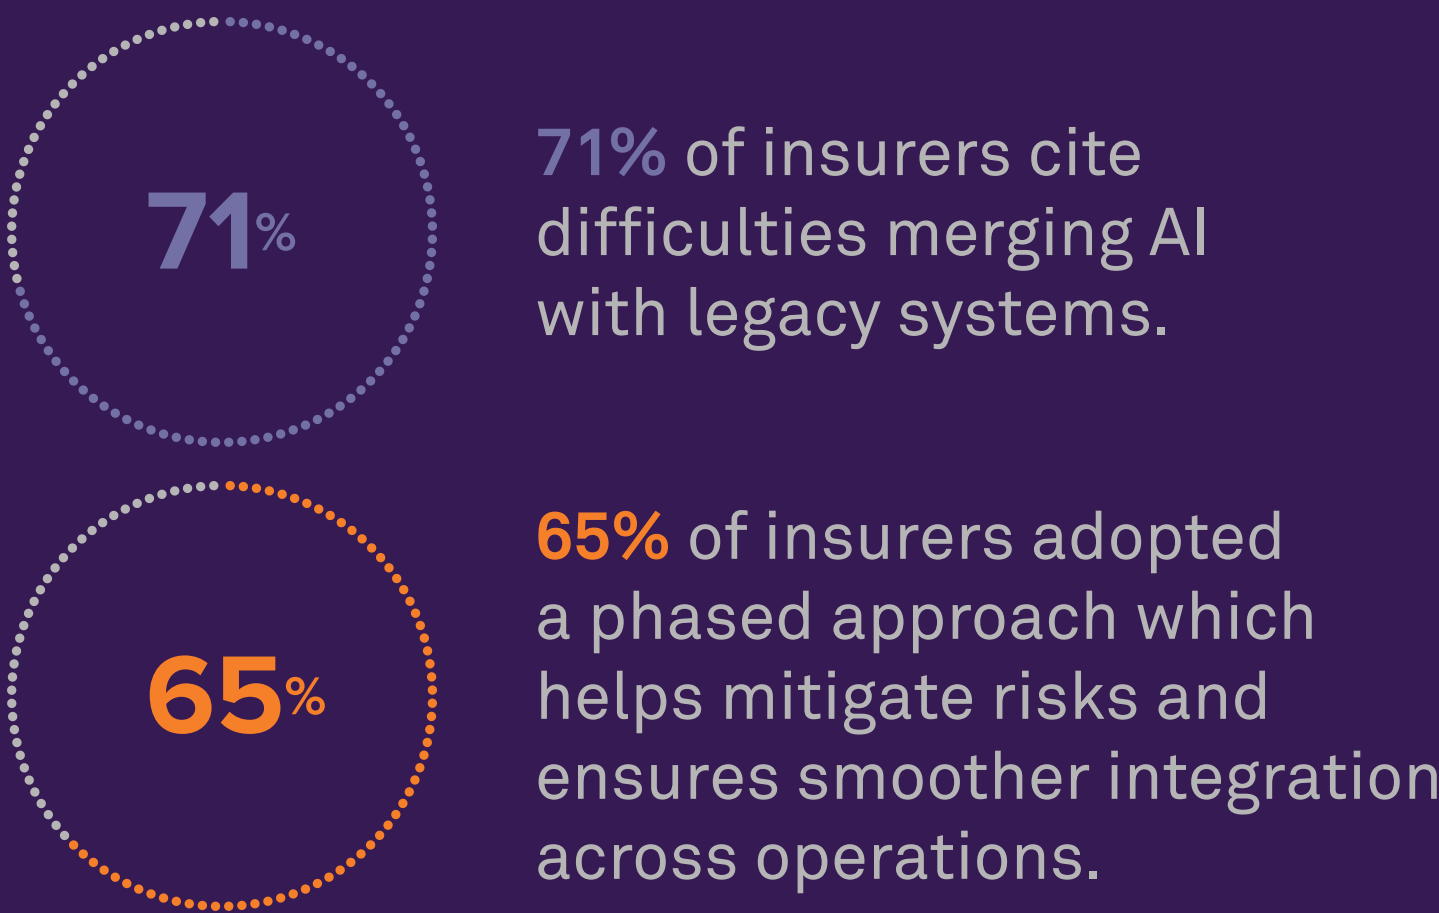 71%
71% of insurers cite
difficulties merging AI
with legacy systems.
65%
65% of insurers adopted
a phased approach which
helps mitigate risks and
ensures smoother integration
across operations.